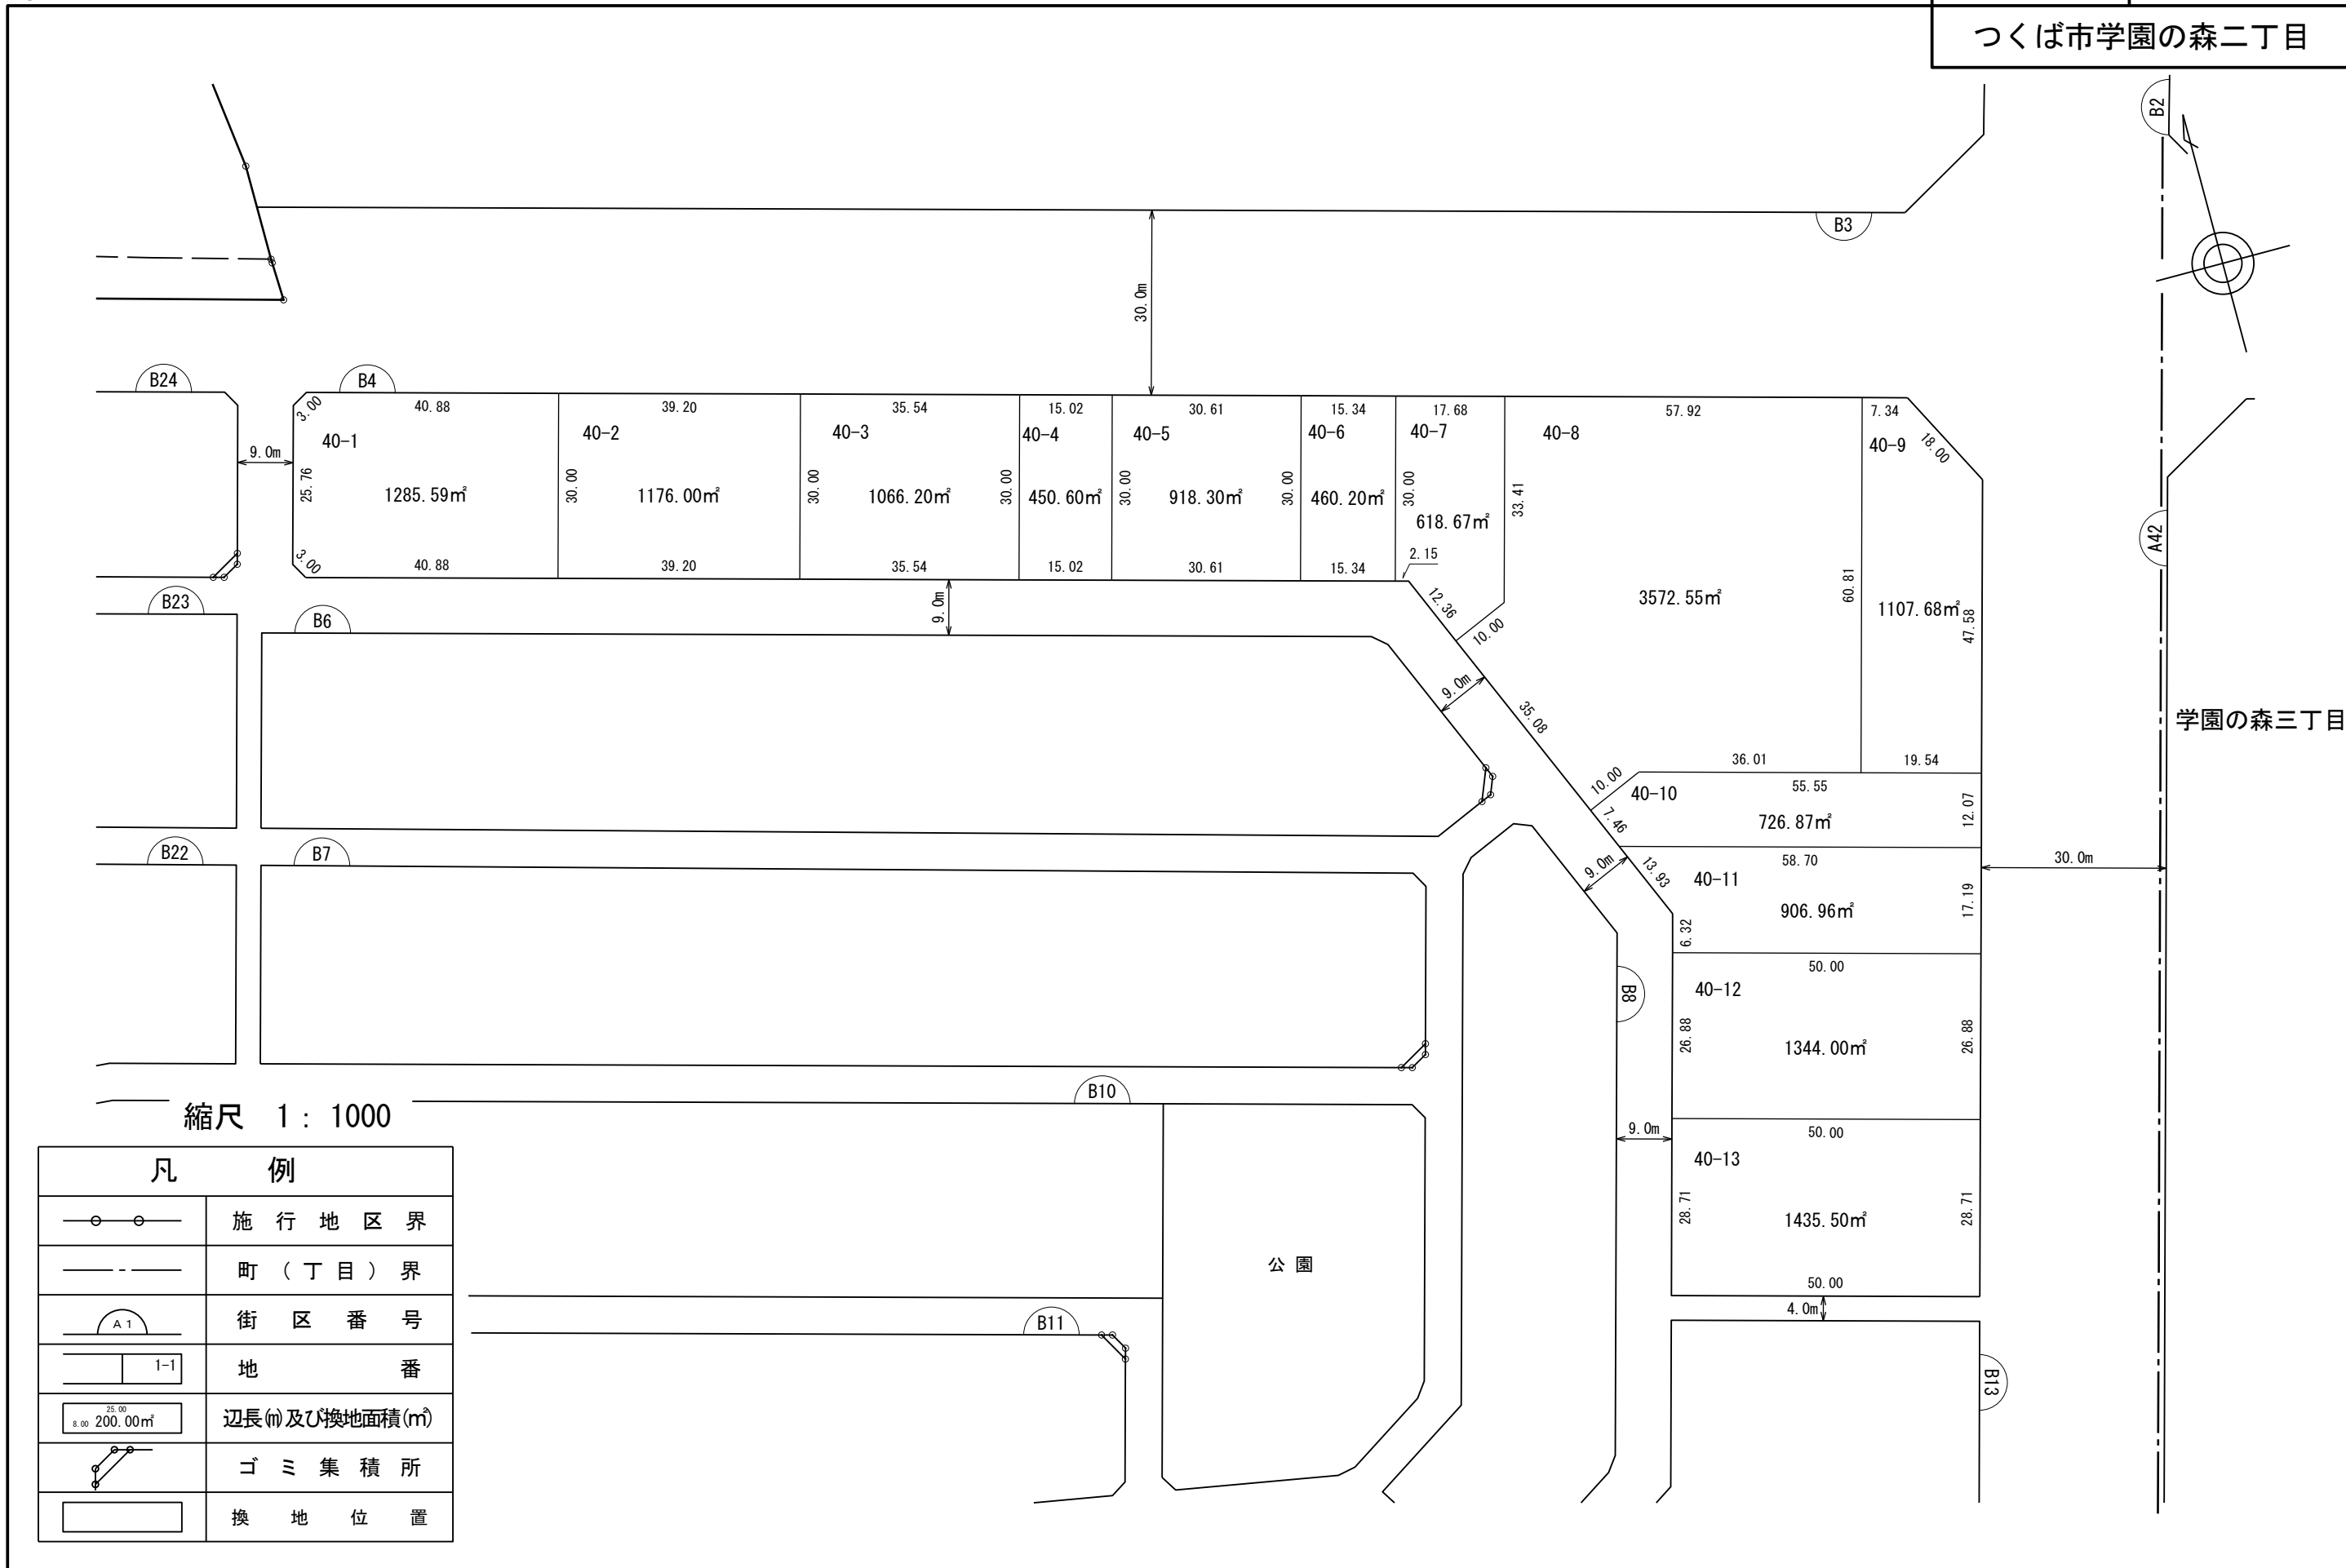 つくば市学園の森二丁目
B2
B3
30.0m
B24
B4
3.00
40.88
39.20
35.54
15.02
30.61
15.34
17.68
57.92
7.34
18.00
9.0m
40-1
40-2
40-3
40-4
40-5
40-6
40-7
40-8
40-9
25.76
1285.59㎡
30.00
1176.00㎡
30.00
1066.20㎡
30.00
450.60㎡
30.00
918.30㎡
30.00
460.20㎡
30.00
618.67㎡
33.41
3572.55㎡
60.81
1107.68㎡
47.58
A42
3.00
40.88
39.20
35.54
15.02
30.61
15.34
2.15
12.36
10.00
9.0m
B23
B6
9.0m
35.08
学園の森三丁目
36.01
19.54
10.00
40-10
55.55
726.87㎡
12.07
7.46
B22
B7
9.0m
13.93
58.70
40-11
906.96㎡
17.19
6.32
30.0m
50.00
40-12
B8
26.88
1344.00㎡
26.88
B10
9.0m
50.00
40-13
28.71
1435.50㎡
28.71
50.00
4.0m
公園
B11
B13
縮尺 1: 1000
凡 例
施行地区界
町(丁目)界
A1
街区番号
1-1
地番
25.00
8.00 200.00㎡
辺長(m)及び換地面積(㎡)
ゴミ集積所
換地位置